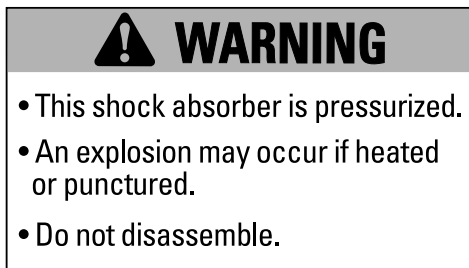 WARNING
• This shock absorber is pressurized.
• An explosion may occur if heated
or punctured.
• Do not disassemble.